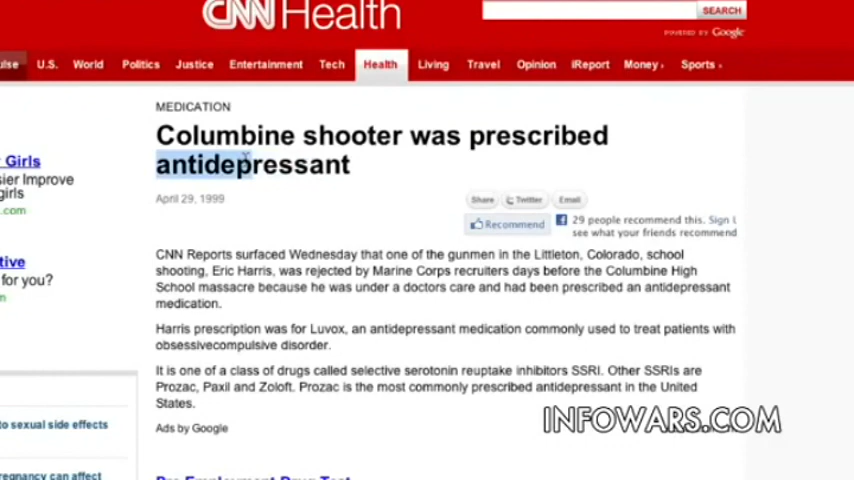 CNN Health
SEARCH
POWERED BY Google
U.S. World Politics Justice Entertainment Tech Health Living Travel Opinion iReport Money Sports
MEDICATION
Columbine shooter was prescribed
antidepressant
Girls
Improve
girls
.com
April 29, 1999
Share Twitter Email
Recommend
29 people recommend this. Sign
see what your friends recommend
for you?
CNN Reports surfaced Wednesday that one of the gunmen in the Littleton, Colorado, school
shooting, Eric Harris, was rejected by Marine Corps recruiters days before the Columbine High
School massacre because he was under a doctors care and had been prescribed an antidepressant
medication.
Harris prescription was for Luvox, an antidepressant medication commonly used to treat patients with
obsessivecompulsive disorder.
It is one of a class of drugs called selective serotonin reuptake inhibitors SSRI. Other SSRIs are
Prozac, Paxil and Zoloft. Prozac is the most commonly prescribed antidepressant in the United
States.
Ads by Google
INFOWARS.COM
to sexual side effects
can affect